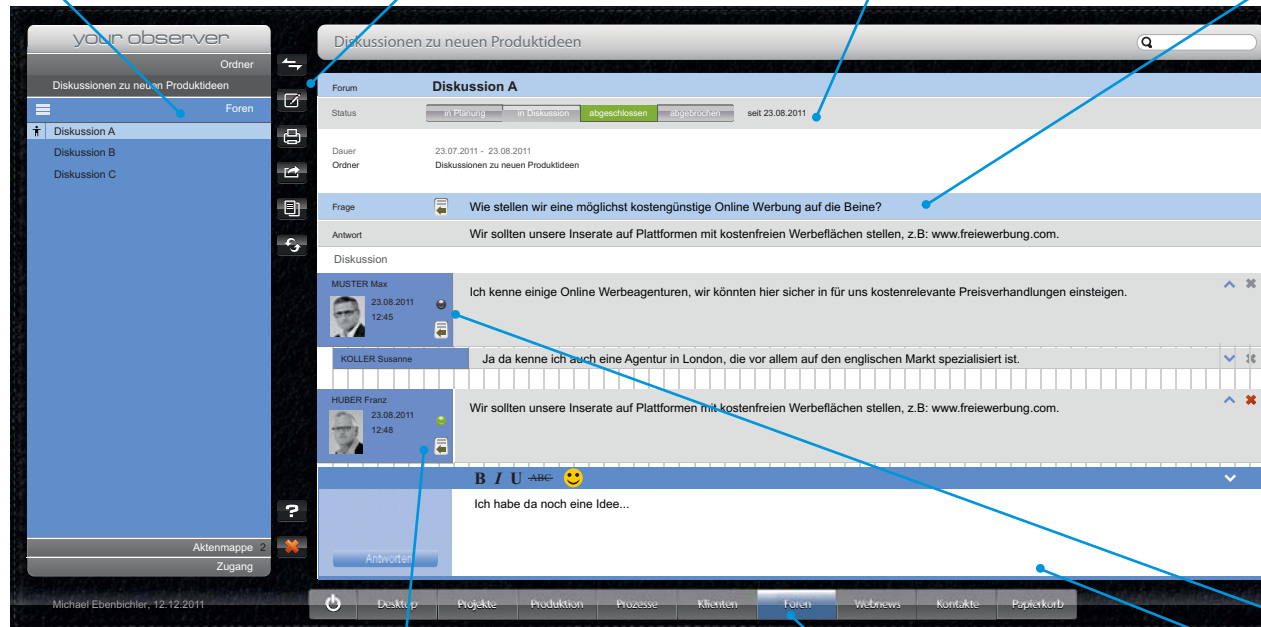 your observer
Ordner
Diskussionen zu neuen Produktideen
Foren
Diskussion A
Diskussion B
Diskussion C
Aktenmappe 2
Zugang
Michael Ebenbichler, 12.12.2011
Diskussionen zu neuen Produktideen
Forum Diskussion A
Status in Planung in Diskussion abgeschlossen abgebrochen seit 23.08.2011
Dauer 23.07.2011 - 23.08.2011
Ordner Diskussionen zu neuen Produktideen
Frage Wie stellen wir eine möglichst kostengünstige Online Werbung auf die Beine?
Antwort Wir sollten unsere Inserate auf Plattformen mit kostenfreien Werbeflächen stellen, z.B: www.freiewerbung.com.
Diskussion
MUSTER Max
23.08.2011
12:45
Ich kenne einige Online Werbeagenturen, wir könnten hier sicher in für uns kostenrelevante Preisverhandlungen einsteigen.
KOLLER Susanne Ja da kenne ich auch eine Agentur in London, die vor allem auf den englischen Markt spezialisiert ist.
HUBER Franz
23.08.2011
12:48
Wir sollten unsere Inserate auf Plattformen mit kostenfreien Werbeflächen stellen, z.B: www.freiewerbung.com.
B I U ABC
Ich habe da noch eine Idee...
Antworten
?
Desktop Projekte Produktion Prozesse Klienten Foren Webnews Kontakte Papierkorb